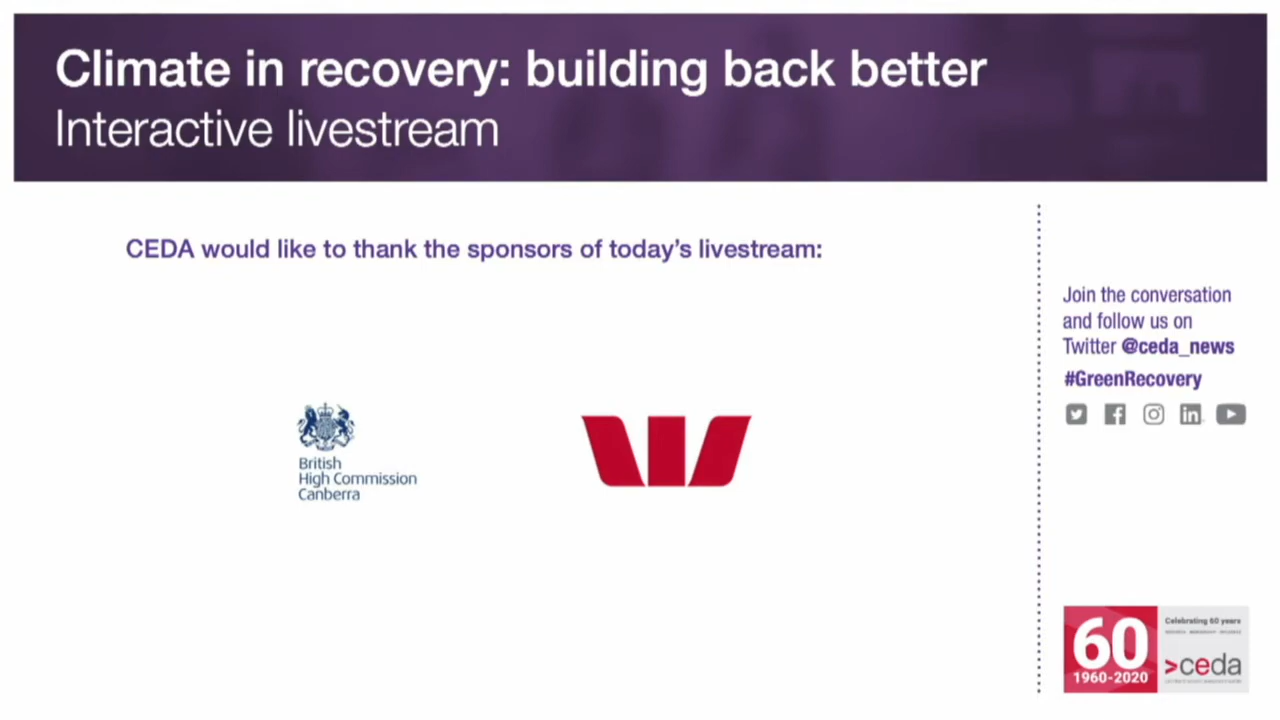 Climate in recovery: building back better
Interactive livestream
CEDA would like to thank the sponsors of today's livestream:
British
High Commission
Canberra
Join the conversation
and follow us on
Twitter @ceda_news
#GreenRecovery
60
1960-2020
Celebrating 60 years
>ceda